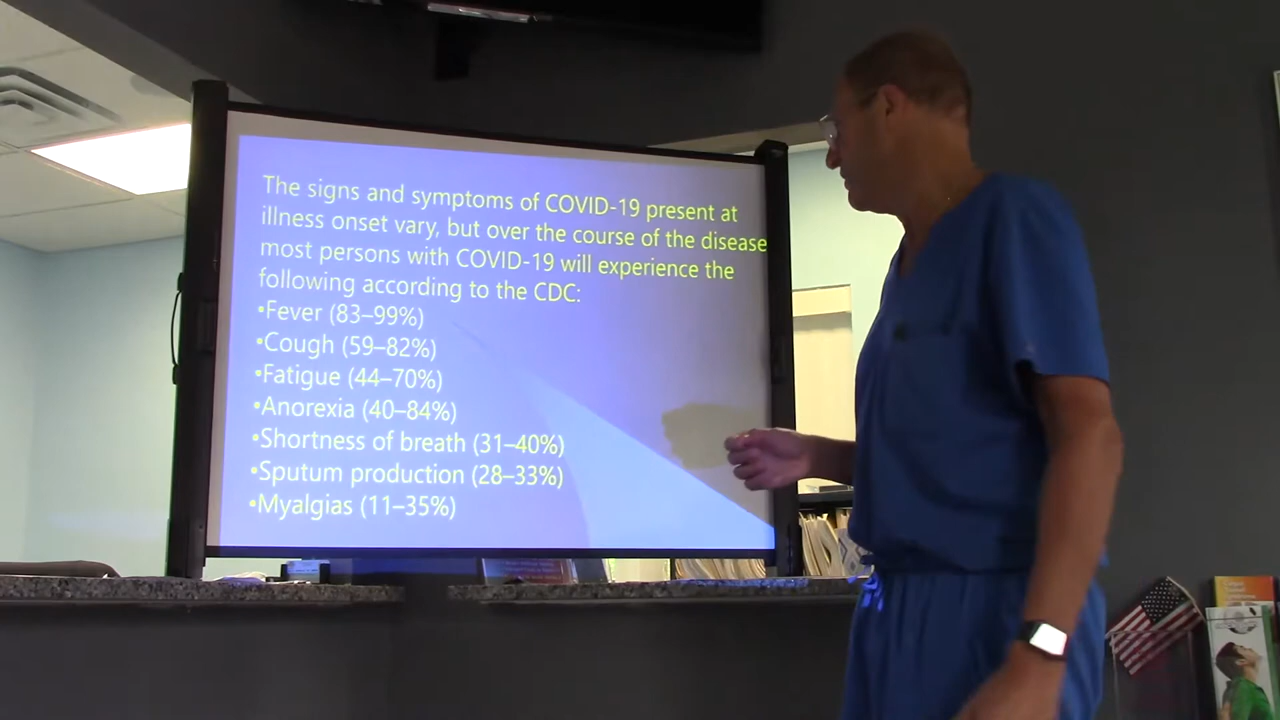 The signs and symptoms of COVID-19 present at
illness onset vary, but over the course of the disease
most persons with COVID-19 will experience the
following according to the CDC:
•Fever (83–99%)
•Cough (59–82%)
•Fatigue (44–70%)
•Anorexia (40–84%)
•Shortness of breath (31–40%)
•Sputum production (28–33%)
•Myalgias (11–35%)